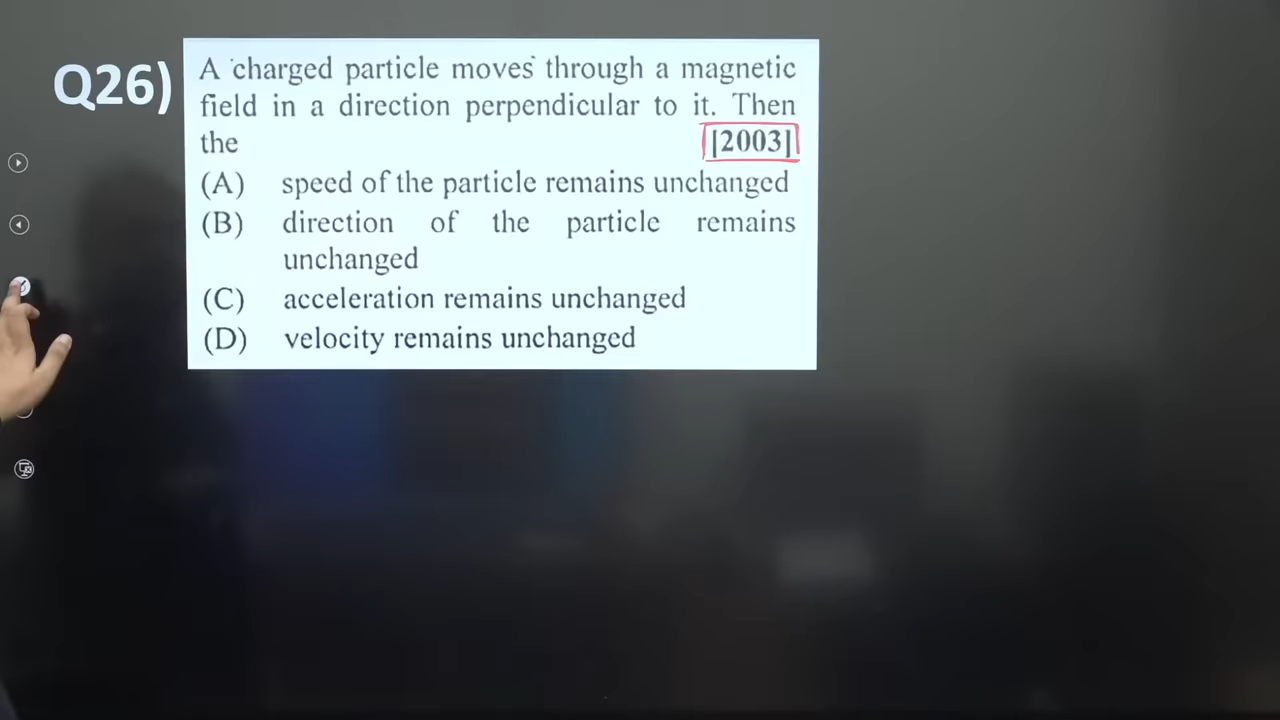 Q26)
A charged particle moves through a magnetic
field in a direction perpendicular to it. Then
the [2003]
(A) speed of the particle remains unchanged
(B) direction of the particle remains
unchanged
(C) acceleration remains unchanged
(D) velocity remains unchanged